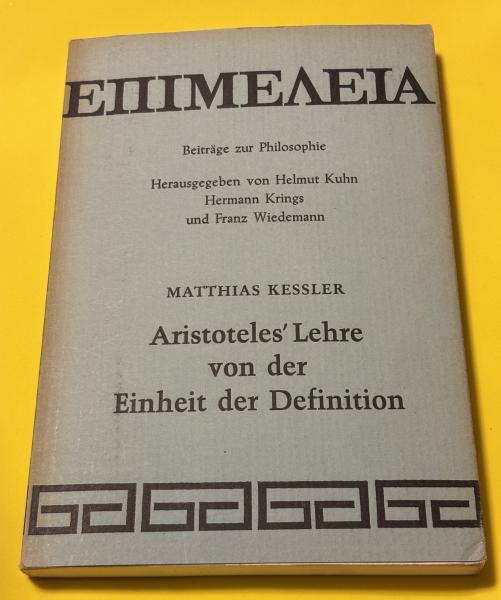 ΕΠΙΜΕΛΕΙΑ
Beiträge zur Philosophie
Herausgegeben von Helmut Kuhn
Hermann Krings
und Franz Wiedemann
MATTHIAS KESSLER
Aristoteles' Lehre
von der
Einheit der Definition